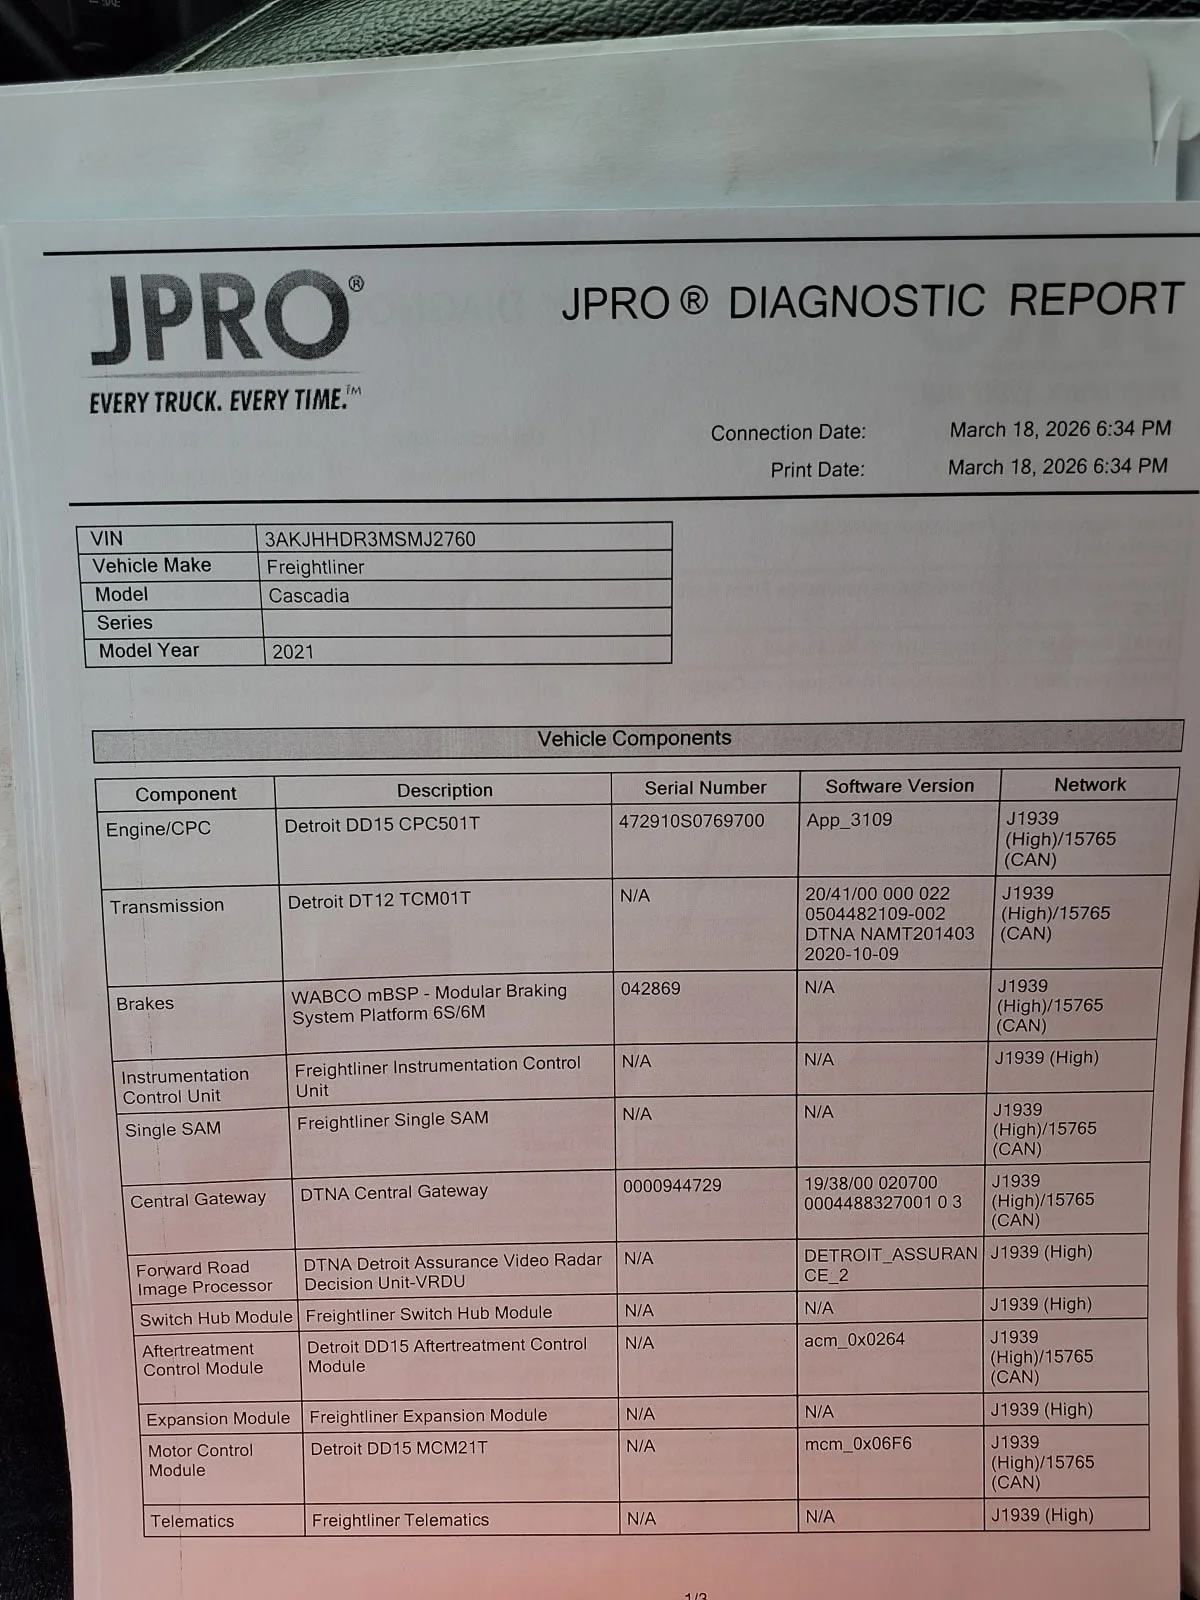 JPRO®
EVERY TRUCK. EVERY TIME.™
JPRO® DIAGNOSTIC REPORT
Connection Date: March 18, 2026 6:34 PM
Print Date: March 18, 2026 6:34 PM
VIN 3AKJHHDR3MSMJ2760
Vehicle Make Freightliner
Model Cascadia
Series
Model Year 2021
Vehicle Components
Component Description Serial Number Software Version Network
Engine/CPC Detroit DD15 CPC501T 472910S0769700 App_3109 J1939
(High)/15765
(CAN)
Transmission Detroit DT12 TCM01T N/A 20/41/00 000 022 J1939
0504482109-002 (High)/15765
DTNA NAMT201403 (CAN)
2020-10-09
Brakes WABCO mBSP - Modular Braking 042869 N/A J1939
System Platform 6S/6M (High)/15765
(CAN)
Instrumentation Freightliner Instrumentation Control N/A N/A J1939 (High)
Control Unit Unit
Single SAM Freightliner Single SAM N/A N/A J1939
(High)/15765
(CAN)
Central Gateway DTNA Central Gateway 0000944729 19/38/00 020700 J1939
0004488327001 0 3 (High)/15765
(CAN)
Forward Road DTNA Detroit Assurance Video Radar N/A DETROIT_ASSURAN J1939 (High)
Image Processor Decision Unit-VRDU CE_2
Switch Hub Module Freightliner Switch Hub Module N/A N/A J1939 (High)
Aftertreatment Detroit DD15 Aftertreatment Control N/A acm_0x0264 J1939
Control Module Module (High)/15765
(CAN)
Expansion Module Freightliner Expansion Module N/A N/A J1939 (High)
Motor Control Detroit DD15 MCM21T N/A mcm_0x06F6 J1939
Module (High)/15765
(CAN)
Telematics Freightliner Telematics N/A N/A J1939 (High)
1/3